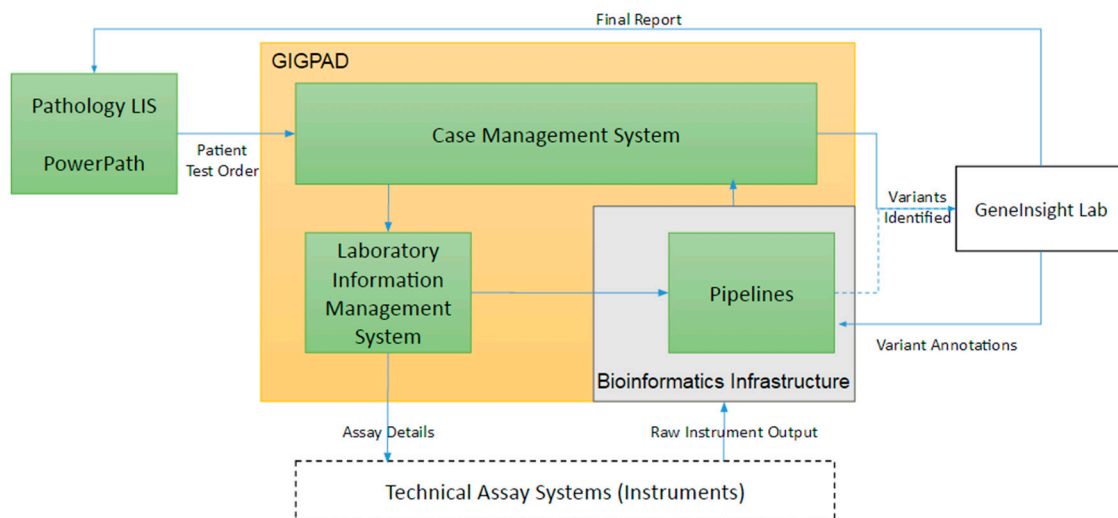 Final Report
GIGPAD
Pathology LIS
PowerPath
Patient
Test Order
Case Management System
Variants
Identified
GeneInsight Lab
Laboratory
Information
Management
System
Pipelines
Variant Annotations
Bioinformatics Infrastructure
Assay Details
Raw Instrument Output
Technical Assay Systems (Instruments)